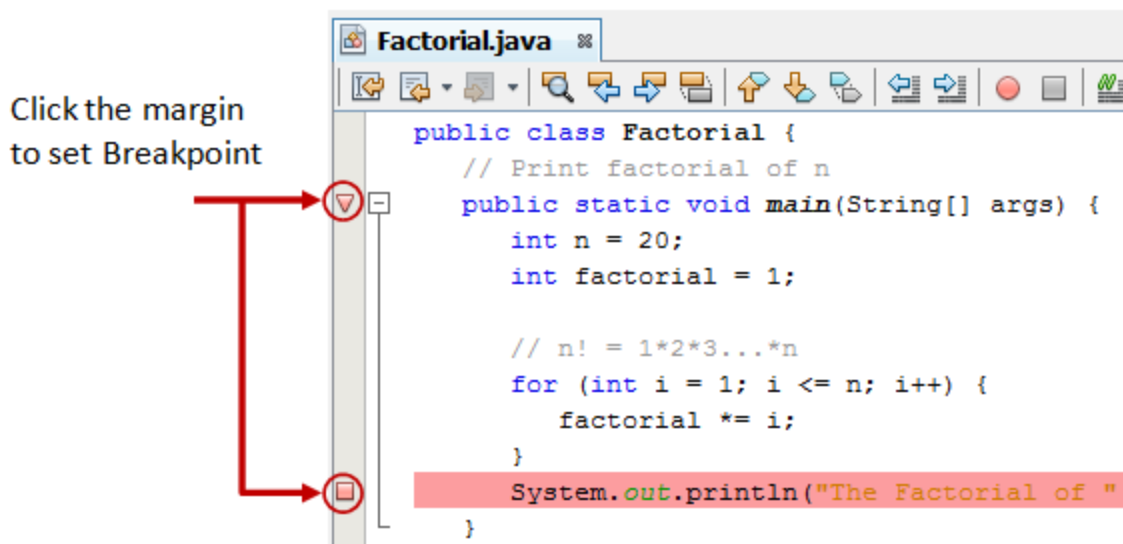 Click the margin
to set Breakpoint
Factorial.java
public class Factorial {
// Print factorial of n
public static void main(String[] args) {
int n = 20;
int factorial = 1;
// n! = 1*2*3...*n
for (int i = 1; i <= n; i++) {
factorial *= i;
}
System.out.println("The Factorial of "
}